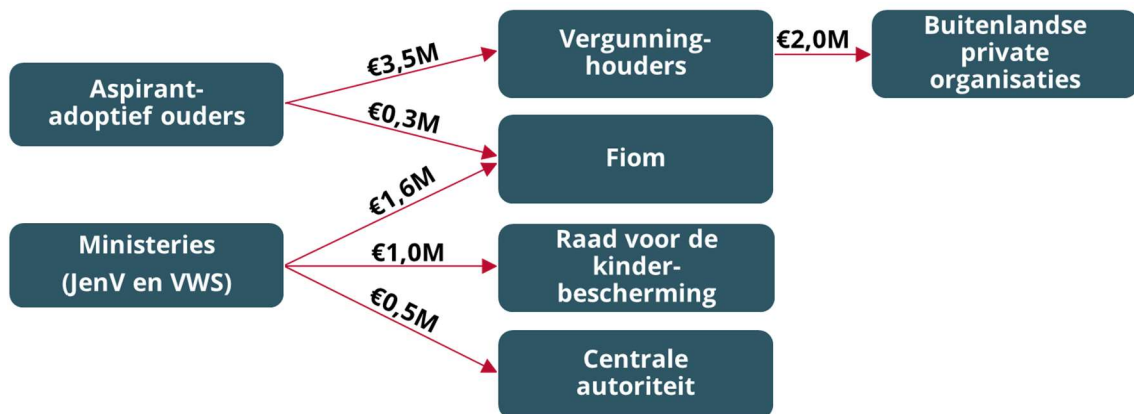 Aspirant-
adoptief ouders
€3,5M
€0,3M
Vergunning-
houders
€2,0M
Buitenlandse
private
organisaties
Fiom
Ministeries
(JenV en VWS)
€1,6M
€1,0M
€0,5M
Raad voor de
kinder-
bescherming
Centrale
autoriteit